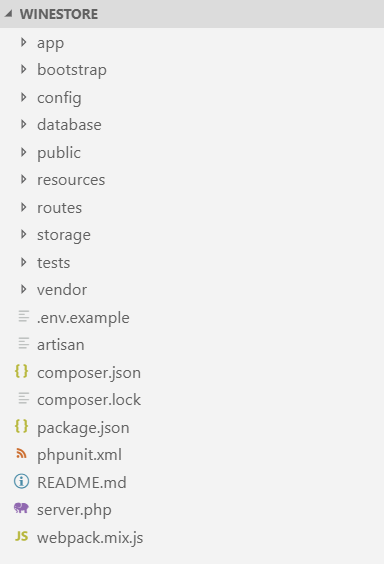 WINESTORE
app
bootstrap
config
database
public
resources
routes
storage
tests
vendor
.env.example
artisan
{ } composer.json
composer.lock
{ } package.json
phpunit.xml
README.md
server.php
JS webpack.mix.js